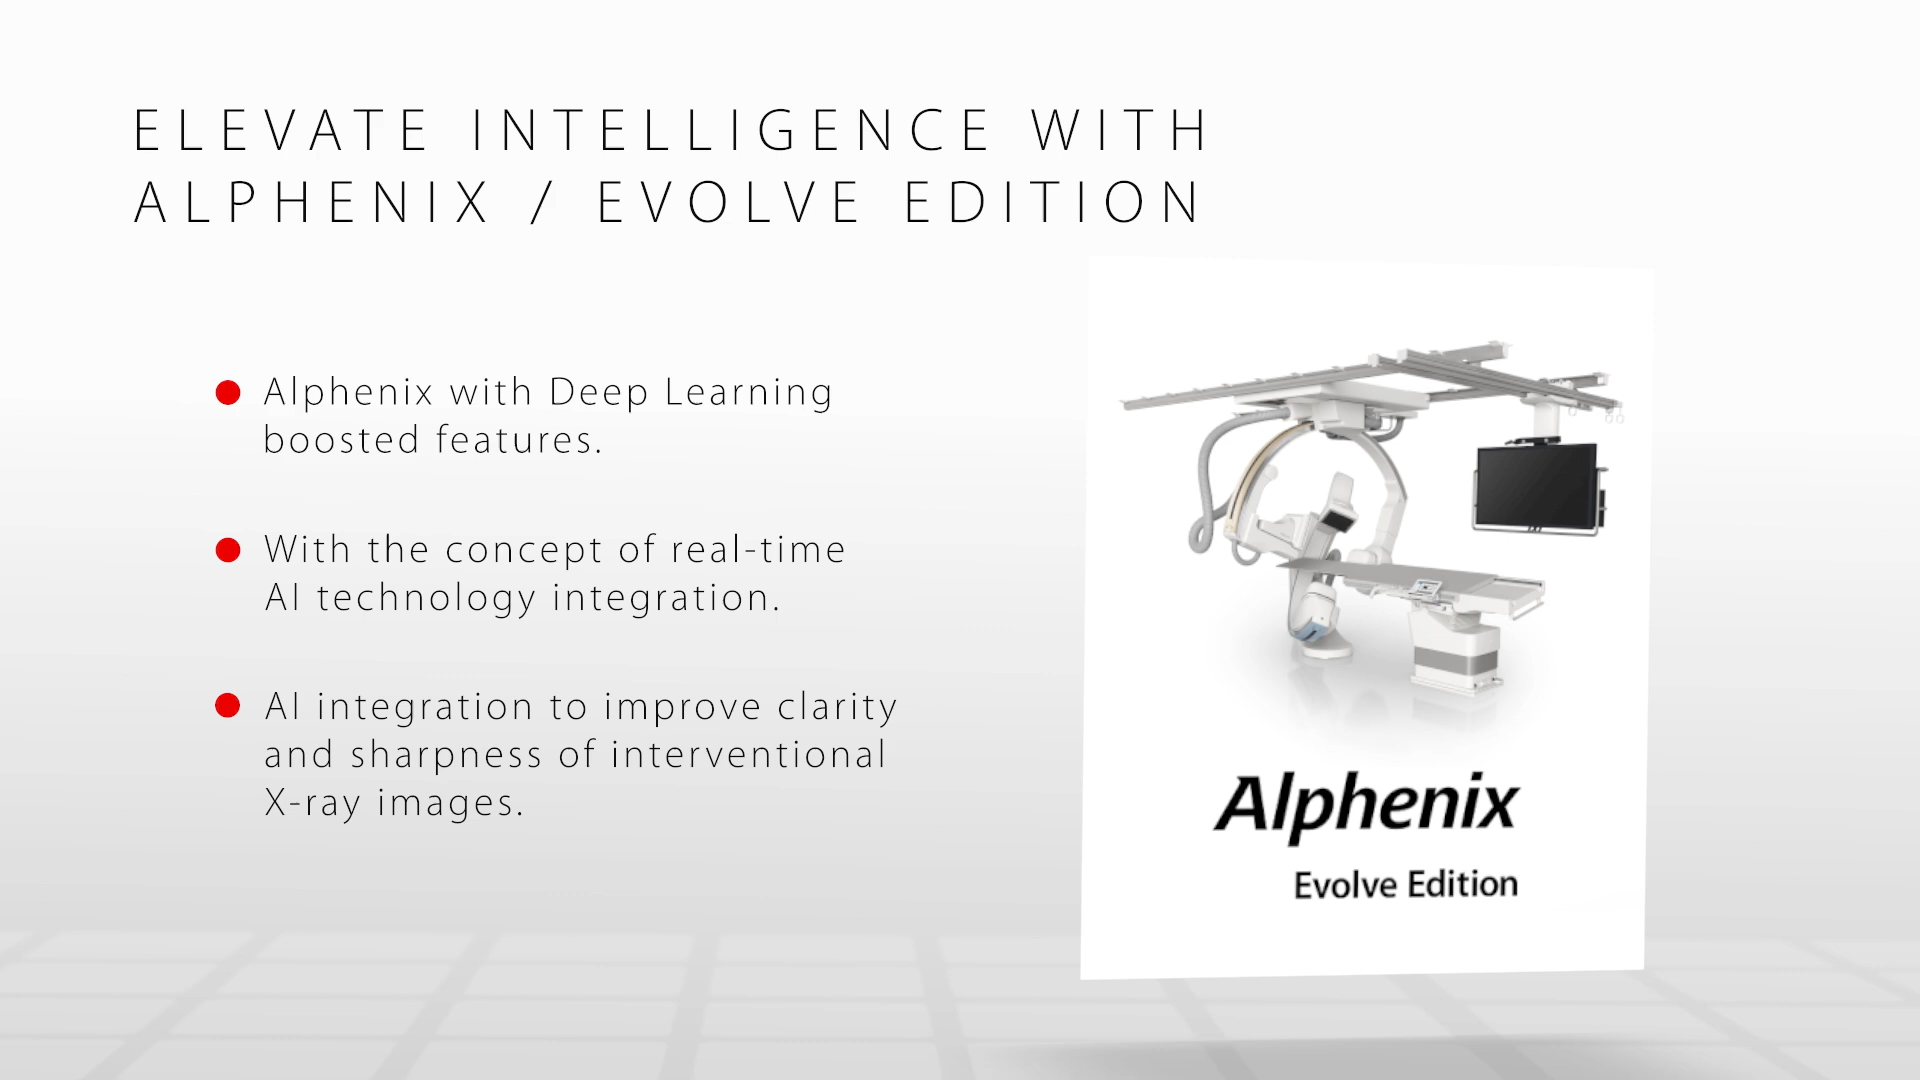 ELEVATE INTELLIGENCE WITH
ALPHENIX / EVOLVE EDITION
Alphenix with Deep Learning
boosted features.
With the concept of real-time
AI technology integration.
AI integration to improve clarity
and sharpness of interventional
X-ray images.
Alphenix
Evolve Edition